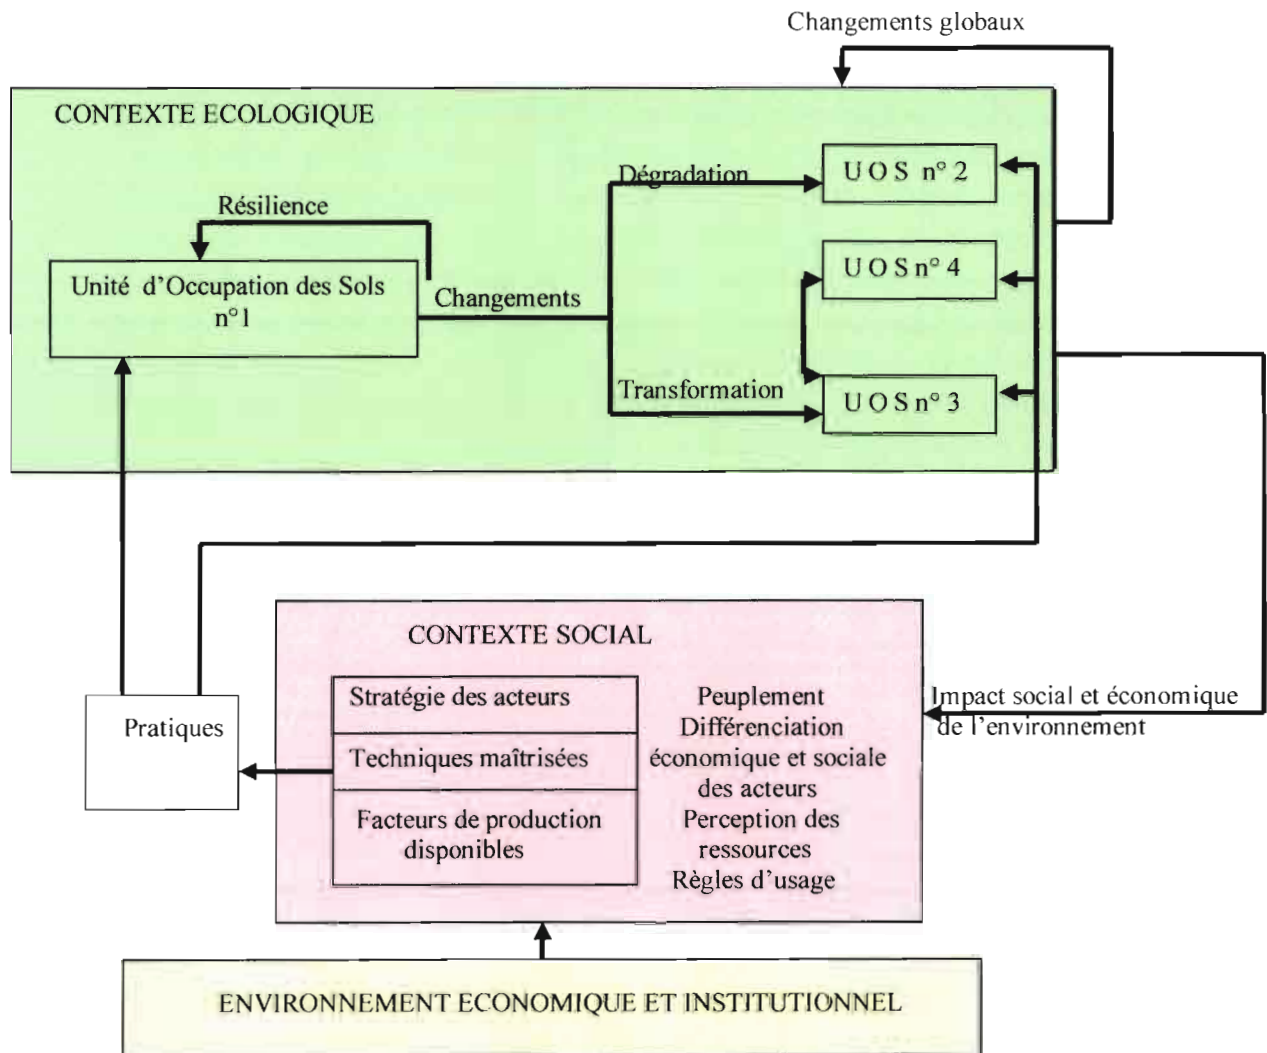 Changements globaux
CONTEXTE ECOLOGIQUE
Dégradation
U O S n° 2
Résilience
Unité d'Occupation des Sols
n°1
Changements
U O S n° 4
Transformation
U O S n° 3
CONTEXTE SOCIAL
Pratiques
Stratégie des acteurs
Techniques maîtrisées
Facteurs de production
disponibles
Peuplement
Différenciation
économique et sociale
des acteurs
Perception des
ressources
Règles d'usage
Impact social et économique
de l'environnement
ENVIRONNEMENT ECONOMIQUE ET INSTITUTIONNEL